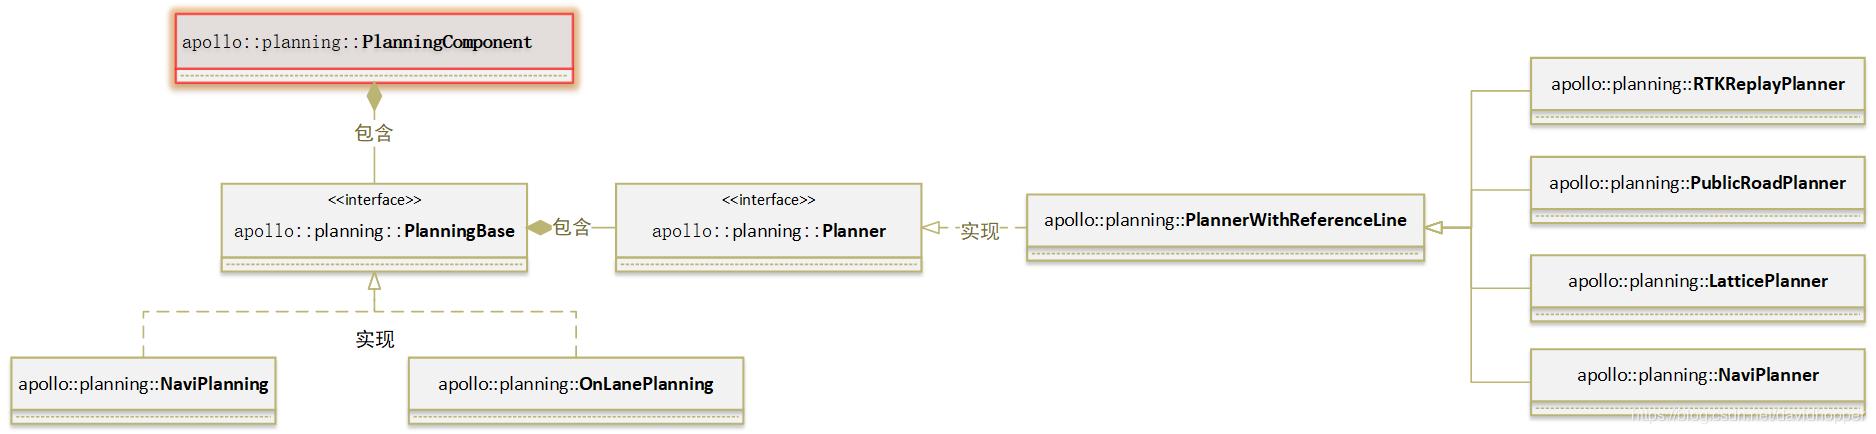 apollo::planning::PlanningComponent
包含
<<interface>>
apollo::planning::PlanningBase
包含
<<interface>>
apollo::planning::Planner
实现
apollo::planning::PlannerWithReferenceLine
apollo::planning::RTKReplayPlanner
apollo::planning::PublicRoadPlanner
apollo::planning::LatticePlanner
apollo::planning::NaviPlanner
实现
apollo::planning::NaviPlanning
apollo::planning::OnLanePlanning
https://blog.csdn.net/davidhopper